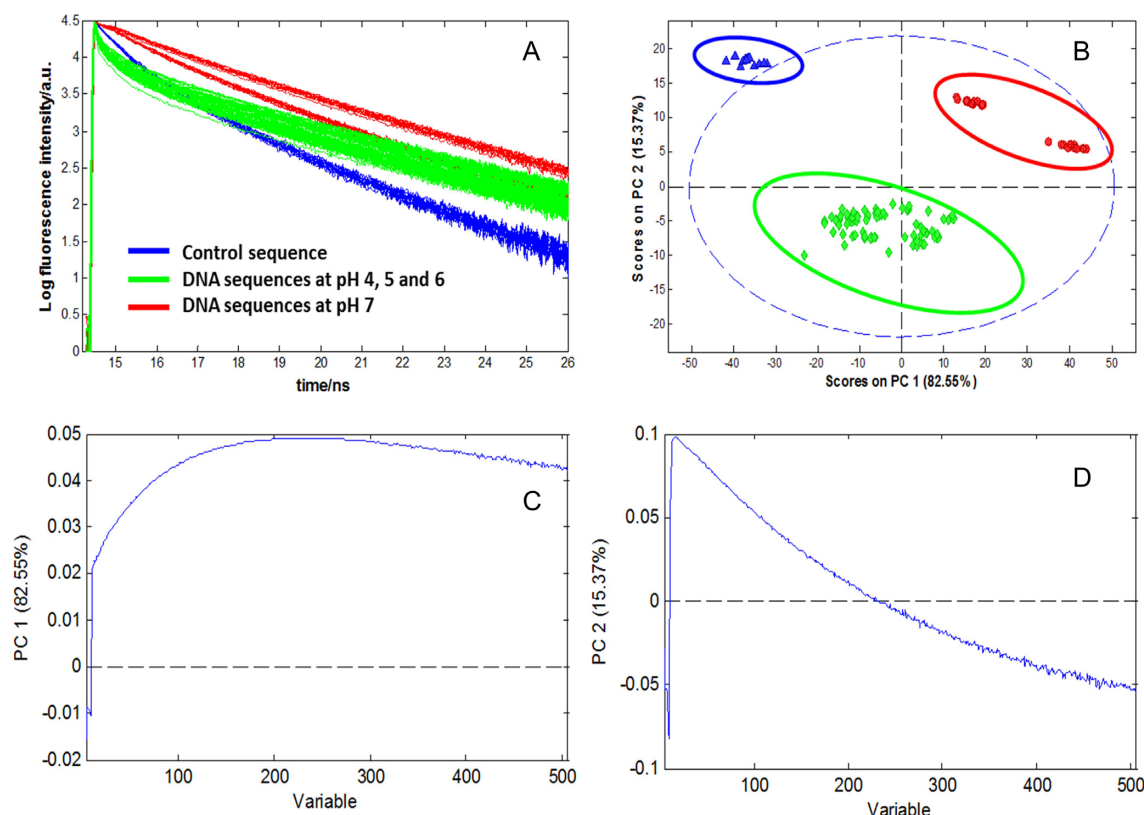 A
Log fluorescence intensity/a.u.
4.5
4
3.5
3
2.5
2
1.5
1
0.5
0
Control sequence
DNA sequences at pH 4, 5 and 6
DNA sequences at pH 7
15 16 17 18 19 20 21 22 23 24 25 26
time/ns
B
Scores on PC 2 (15.37%)
20
15
10
5
0
-5
-10
-15
-20
-50 -40 -30 -20 -10 0 10 20 30 40 50
Scores on PC 1 (82.55%)
C
PC 1 (82.55%)
0.05
0.04
0.03
0.02
0.01
0
-0.01
-0.02
100 200 300 400 500
Variable
D
PC 2 (15.37%)
0.1
0.05
0
-0.05
-0.1
100 200 300 400 500
Variable